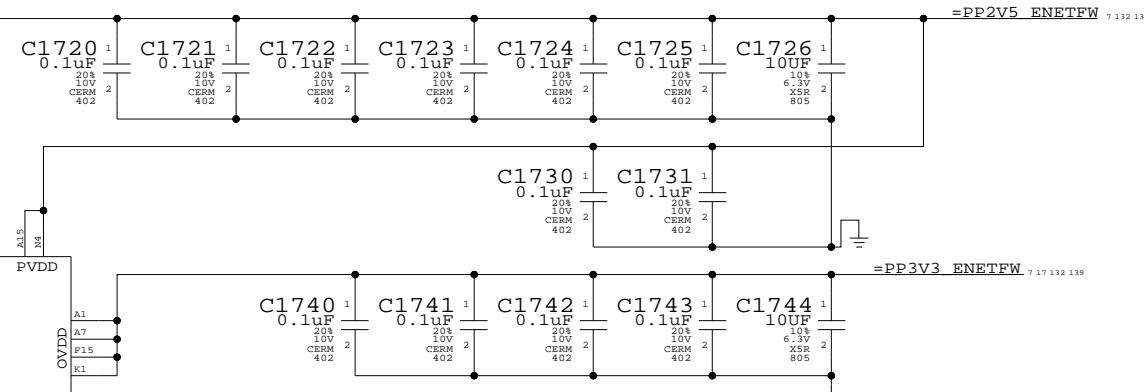 =PP2V5_ENETFW 7 132 13
C1720 1
0.1uF
20%
10V
CERM 2
402
C1721 1
0.1uF
20%
10V
CERM 2
402
C1722 1
0.1uF
20%
10V
CERM 2
402
C1723 1
0.1uF
20%
10V
CERM 2
402
C1724 1
0.1uF
20%
10V
CERM 2
402
C1725 1
0.1uF
20%
10V
CERM 2
402
C1726 1
10UF
10%
6.3V
X5R 2
805
C1730 1
0.1uF
20%
10V
CERM 2
402
C1731 1
0.1uF
20%
10V
CERM 2
402
A15
N4
PVDD
=PP3V3_ENETFW 7 17 132 139
C1740 1
0.1uF
20%
10V
CERM 2
402
C1741 1
0.1uF
20%
10V
CERM 2
402
C1742 1
0.1uF
20%
10V
CERM 2
402
C1743 1
0.1uF
20%
10V
CERM 2
402
C1744 1
10UF
10%
6.3V
X5R 2
805
OVDD
A1
A7
F15
K1